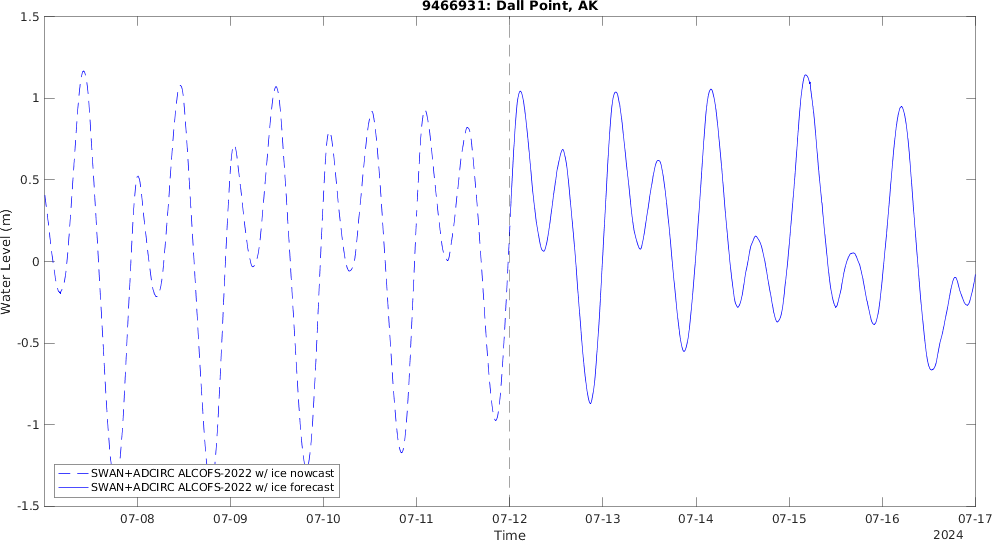 9466931: Dall Point, AK
1.5
1
0.5
0
-0.5
-1
-1.5
Water Level (m)
SWAN+ADCIRC ALCOFS-2022 w/ ice nowcast
SWAN+ADCIRC ALCOFS-2022 w/ ice forecast
07-08 07-09 07-10 07-11 07-12 07-13 07-14 07-15 07-16 07-17
Time
2024